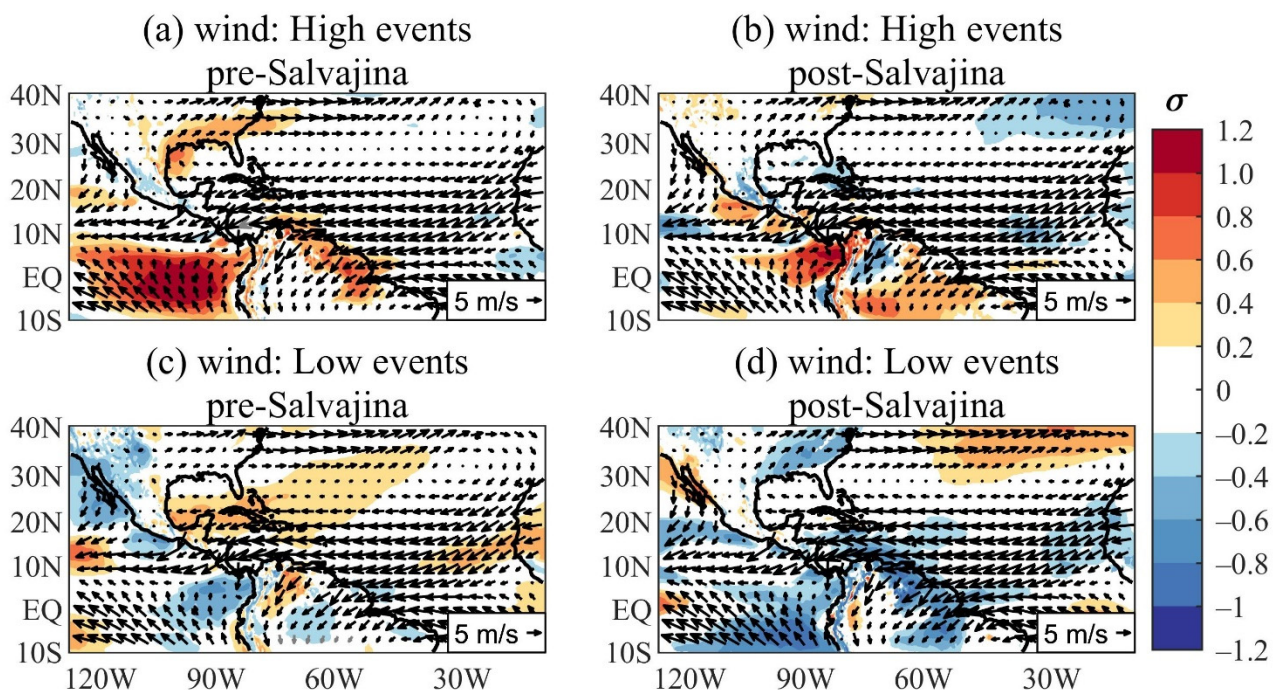 (a) wind: High events
pre-Salvajina
(b) wind: High events
post-Salvajina
40N
30N
20N
10N
EQ
10S
5 m/s
5 m/s
(c) wind: Low events
pre-Salvajina
(d) wind: Low events
post-Salvajina
40N
30N
20N
10N
EQ
10S
5 m/s
120W
90W
60W
30W
40N
30N
20N
10N
EQ
10S
5 m/s
120W
90W
60W
30W
40N
30N
20N
10N
EQ
10S
σ
1.2
1.0
0.8
0.6
0.4
0.2
0
−0.2
−0.4
−0.6
−0.8
−1
−1.2